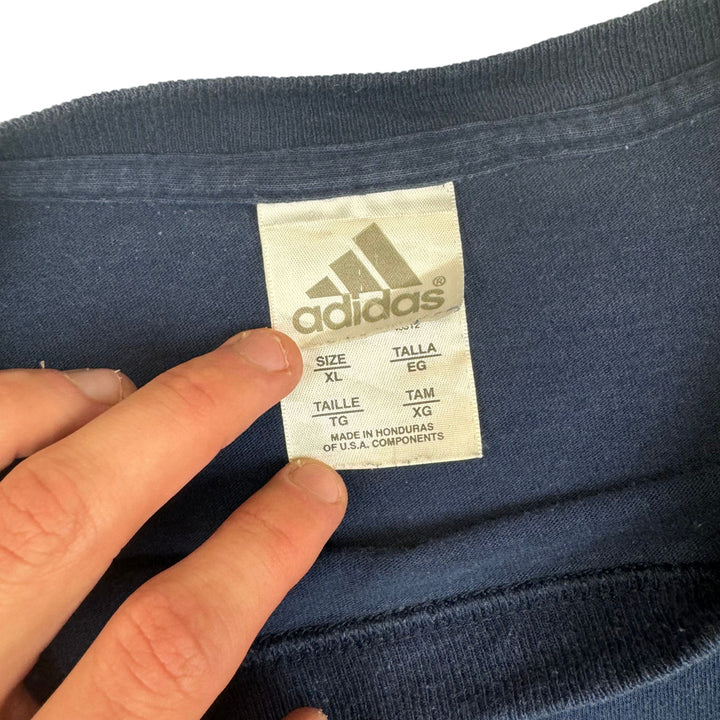 adidas®
SIZE TALLA
XL EG
TAILLE TAM
TG XG
MADE IN HONDURAS
OF U.S.A. COMPONENTS